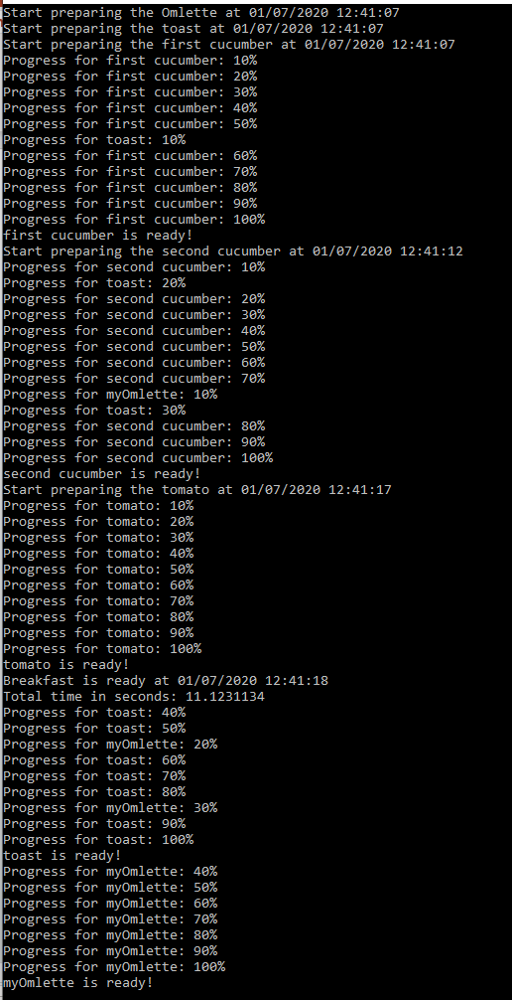 Start preparing the Omlette at 01/07/2020 12:41:07
Start preparing the toast at 01/07/2020 12:41:07
Start preparing the first cucumber at 01/07/2020 12:41:07
Progress for first cucumber: 10%
Progress for first cucumber: 20%
Progress for first cucumber: 30%
Progress for first cucumber: 40%
Progress for first cucumber: 50%
Progress for toast: 10%
Progress for first cucumber: 60%
Progress for first cucumber: 70%
Progress for first cucumber: 80%
Progress for first cucumber: 90%
Progress for first cucumber: 100%
first cucumber is ready!
Start preparing the second cucumber at 01/07/2020 12:41:12
Progress for second cucumber: 10%
Progress for toast: 20%
Progress for second cucumber: 20%
Progress for second cucumber: 30%
Progress for second cucumber: 40%
Progress for second cucumber: 50%
Progress for second cucumber: 60%
Progress for second cucumber: 70%
Progress for myOmlette: 10%
Progress for toast: 30%
Progress for second cucumber: 80%
Progress for second cucumber: 90%
Progress for second cucumber: 100%
second cucumber is ready!
Start preparing the tomato at 01/07/2020 12:41:17
Progress for tomato: 10%
Progress for tomato: 20%
Progress for tomato: 30%
Progress for tomato: 40%
Progress for tomato: 50%
Progress for tomato: 60%
Progress for tomato: 70%
Progress for tomato: 80%
Progress for tomato: 90%
Progress for tomato: 100%
tomato is ready!
Breakfast is ready at 01/07/2020 12:41:18
Total time in seconds: 11.1231134
Progress for toast: 40%
Progress for toast: 50%
Progress for myOmlette: 20%
Progress for toast: 60%
Progress for toast: 70%
Progress for toast: 80%
Progress for myOmlette: 30%
Progress for toast: 90%
Progress for toast: 100%
toast is ready!
Progress for myOmlette: 40%
Progress for myOmlette: 50%
Progress for myOmlette: 60%
Progress for myOmlette: 70%
Progress for myOmlette: 80%
Progress for myOmlette: 90%
Progress for myOmlette: 100%
myOmlette is ready!